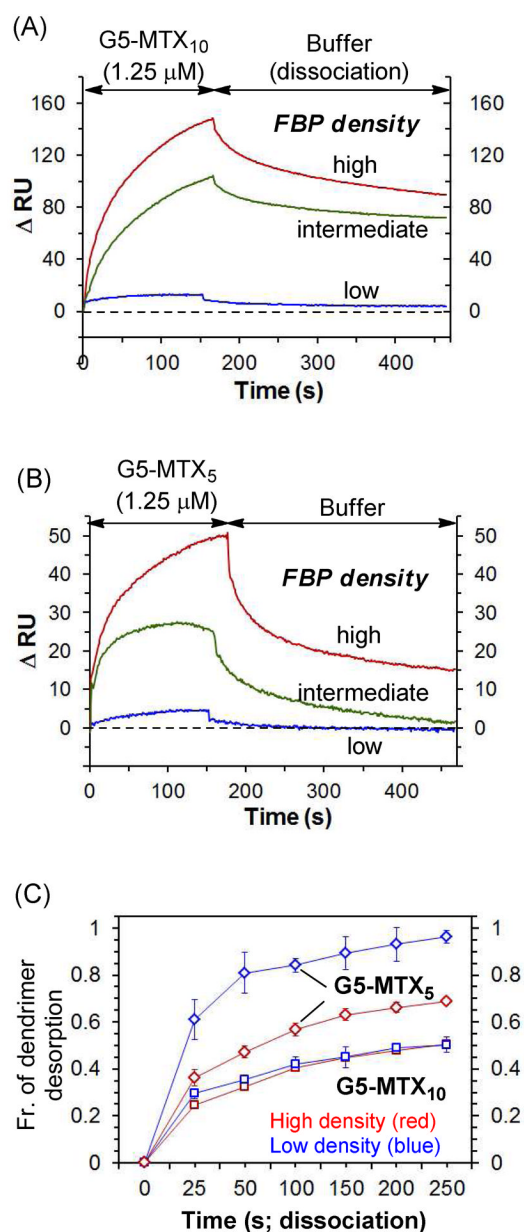 (A)
G5-MTX10
(1.25 μM)
Buffer
(dissociation)
FBP density
high
intermediate
low
Δ RU
160
120
80
40
0
160
120
80
40
0
0 100 200 300 400
Time (s)
(B)
G5-MTX5
(1.25 μM)
Buffer
FBP density
high
intermediate
low
Δ RU
50
40
30
20
10
0
50
40
30
20
10
0
0 100 200 300 400
Time (s)
(C)
Fr. of dendrimer
desorption
1
0.8
0.6
0.4
0.2
0
1
0.8
0.6
0.4
0.2
0
G5-MTX5
G5-MTX10
High density (red)
Low density (blue)
0 25 50 100 150 200 250
Time (s; dissociation)